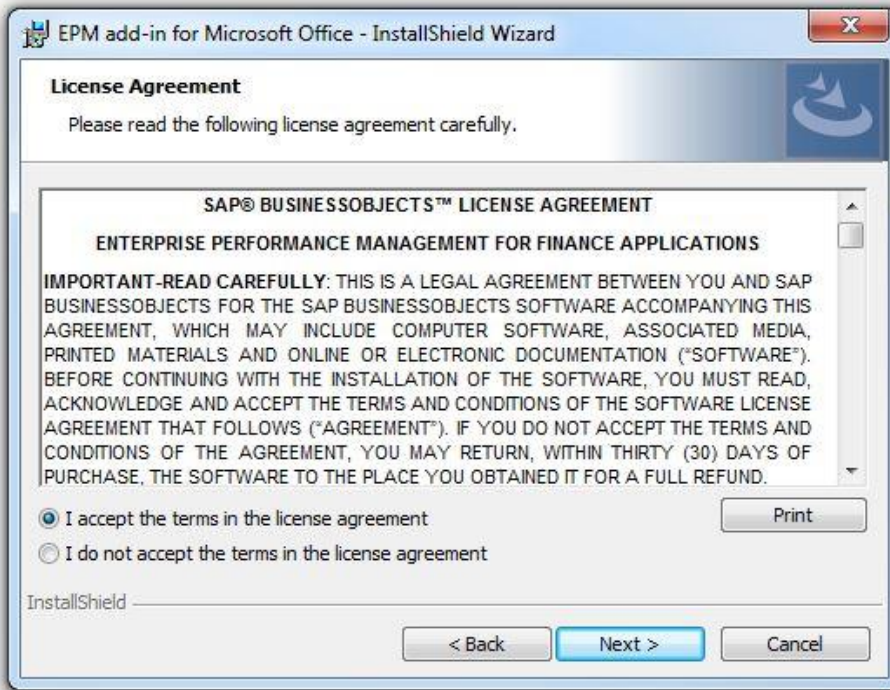 EPM add-in for Microsoft Office - InstallShield Wizard
License Agreement
Please read the following license agreement carefully.
SAP® BUSINESSOBJECTS™ LICENSE AGREEMENT
ENTERPRISE PERFORMANCE MANAGEMENT FOR FINANCE APPLICATIONS
IMPORTANT-READ CAREFULLY: THIS IS A LEGAL AGREEMENT BETWEEN YOU AND SAP
BUSINESSOBJECTS FOR THE SAP BUSINESSOBJECTS SOFTWARE ACCOMPANYING THIS
AGREEMENT, WHICH MAY INCLUDE COMPUTER SOFTWARE, ASSOCIATED MEDIA,
PRINTED MATERIALS AND ONLINE OR ELECTRONIC DOCUMENTATION ("SOFTWARE").
BEFORE CONTINUING WITH THE INSTALLATION OF THE SOFTWARE, YOU MUST READ,
ACKNOWLEDGE AND ACCEPT THE TERMS AND CONDITIONS OF THE SOFTWARE LICENSE
AGREEMENT THAT FOLLOWS ("AGREEMENT"). IF YOU DO NOT ACCEPT THE TERMS AND
CONDITIONS OF THE AGREEMENT, YOU MAY RETURN, WITHIN THIRTY (30) DAYS OF
PURCHASE, THE SOFTWARE TO THE PLACE YOU OBTAINED IT FOR A FULL REFUND.
I accept the terms in the license agreement
Print
I do not accept the terms in the license agreement
InstallShield
< Back
Next >
Cancel